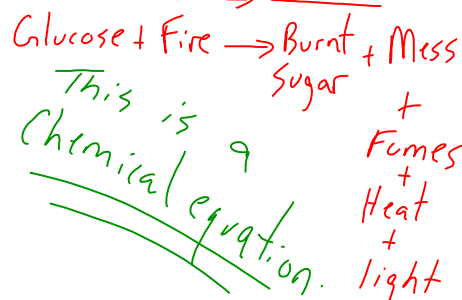 Glucose + Fire → Burnt + Mess
Sugar
+
Fumes
+
Heat
+
light
This is a
Chemical equation.